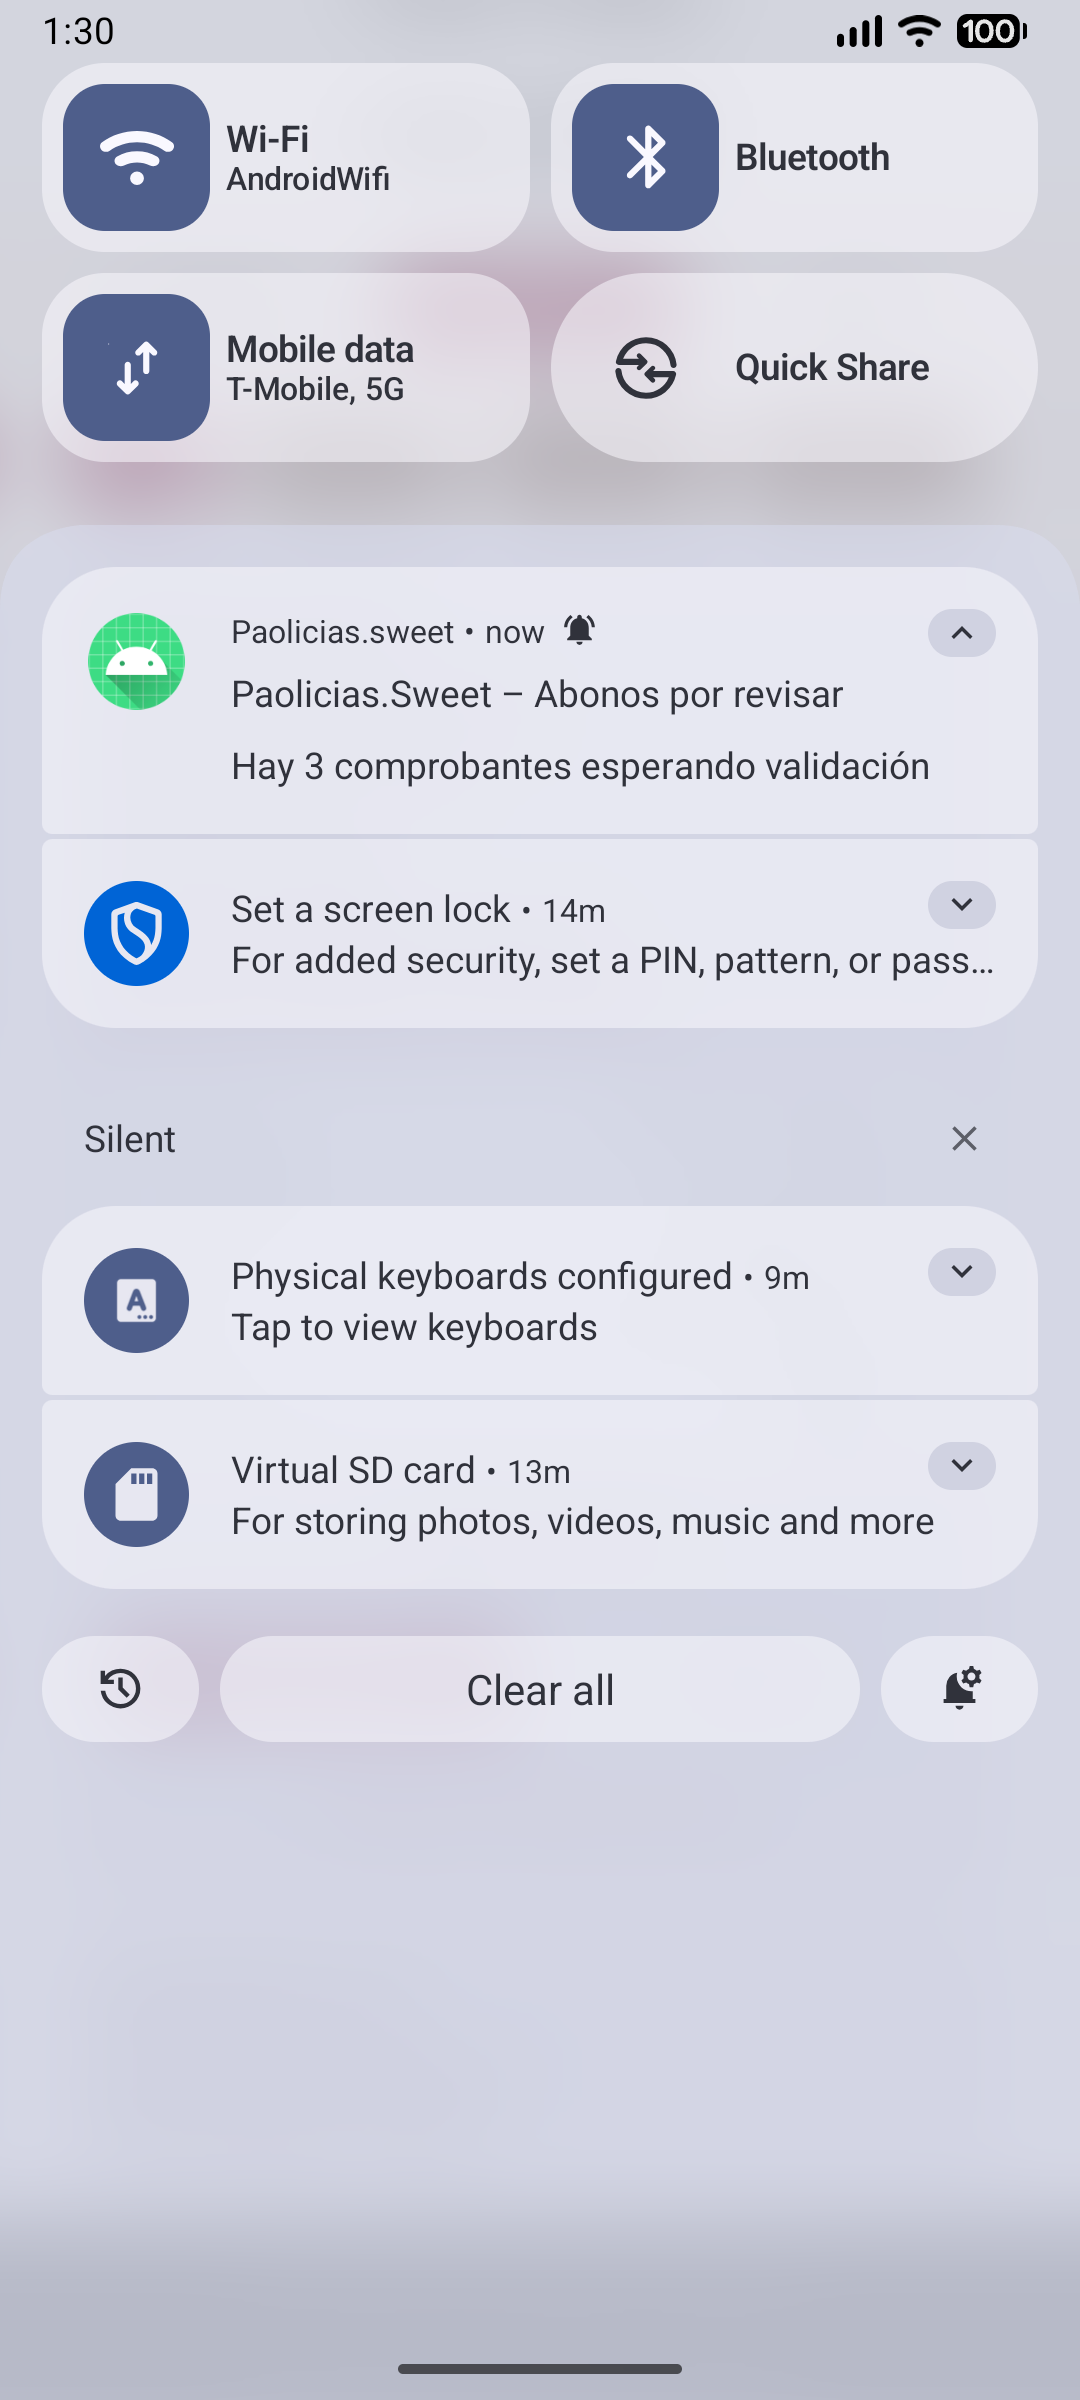 1:30
100
Wi-Fi
AndroidWifi
Bluetooth
Mobile data
T-Mobile, 5G
Quick Share
Paolicias.sweet • now
Paolicias.Sweet – Abonos por revisar
Hay 3 comprobantes esperando validación
Set a screen lock • 14m
For added security, set a PIN, pattern, or pass…
Silent
Physical keyboards configured • 9m
A
Tap to view keyboards
Virtual SD card • 13m
For storing photos, videos, music and more
Clear all